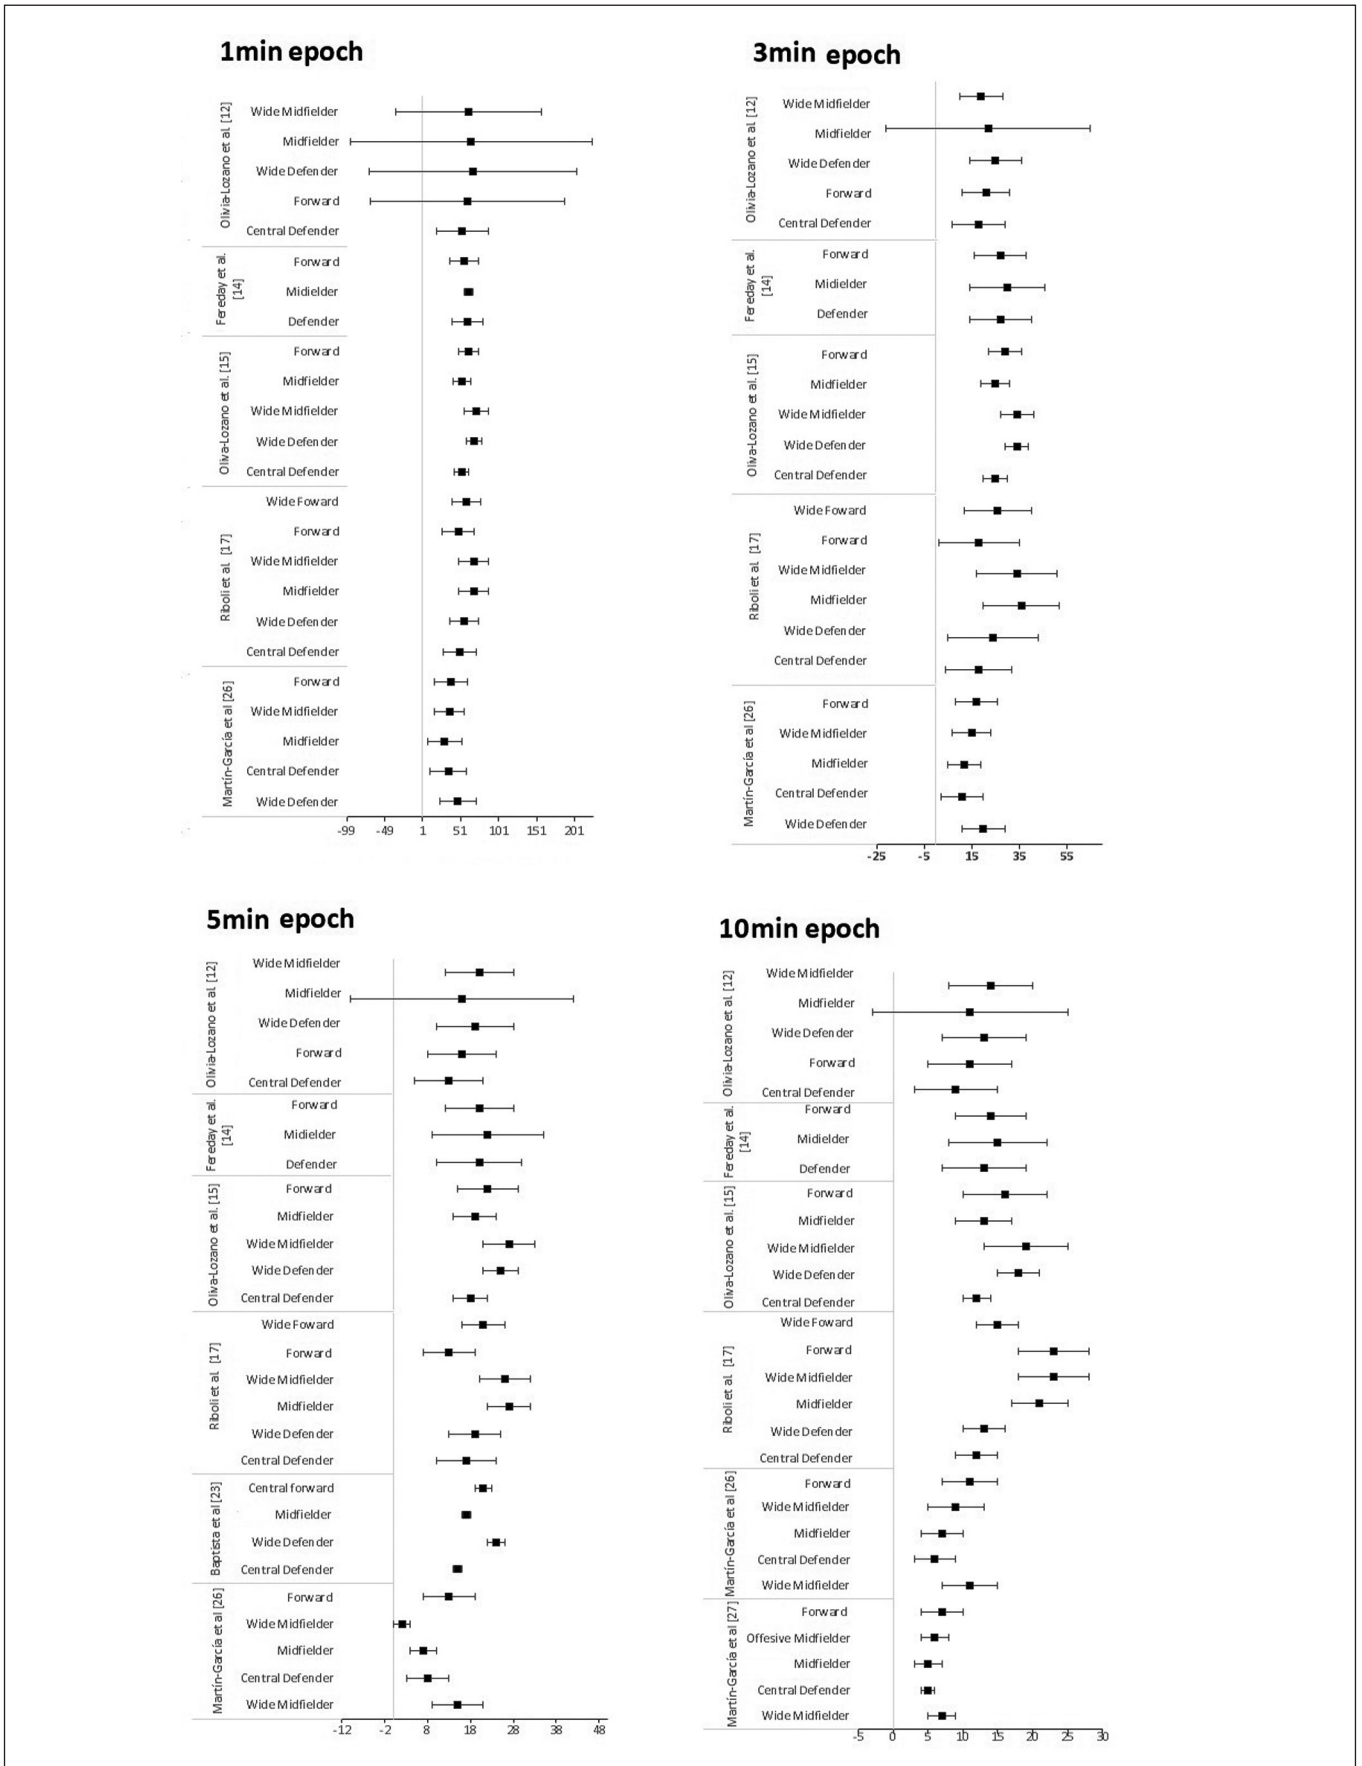 1min epoch
Olivia-Lozano et al. [12]
Wide Midfielder
Midfielder
Wide Defender
Forward
Central Defender
Fereday et al. [14]
Forward
Midielder
Defender
Oliva-Lozano et al. [15]
Forward
Midfielder
Wide Midfielder
Wide Defender
Central Defender
Riboli et al. [17]
Wide Foward
Forward
Wide Midfielder
Midfielder
Wide Defender
Central Defender
Martín-García et al [26]
Forward
Wide Midfielder
Midfielder
Central Defender
Wide Defender
-99 -49 1 51 101 151 201
3min epoch
Olivia-Lozano et al. [12]
Wide Midfielder
Midfielder
Wide Defender
Forward
Central Defender
Fereday et al. [14]
Forward
Midielder
Defender
Oliva-Lozano et al. [15]
Forward
Midfielder
Wide Midfielder
Wide Defender
Central Defender
Riboli et al. [17]
Wide Foward
Forward
Wide Midfielder
Midfielder
Wide Defender
Central Defender
Martín-García et al [26]
Forward
Wide Midfielder
Midfielder
Central Defender
Wide Defender
-25 -5 15 35 55
5min epoch
Olivia-Lozano et al. [12]
Wide Midfielder
Midfielder
Wide Defender
Forward
Central Defender
Fereday et al. [14]
Forward
Midielder
Defender
Oliva-Lozano et al. [15]
Forward
Midfielder
Wide Midfielder
Wide Defender
Central Defender
Riboli et al. [17]
Wide Foward
Forward
Wide Midfielder
Midfielder
Wide Defender
Central Defender
Baptista et al [23]
Central forward
Midfielder
Wide Defender
Central Defender
Martín-García et al [26]
Forward
Wide Midfielder
Midfielder
Central Defender
Wide Midfielder
-12 -2 8 18 28 38 48
10min epoch
Olivia-Lozano et al. [12]
Wide Midfielder
Midfielder
Wide Defender
Forward
Central Defender
Fereday et al. [14]
Forward
Midielder
Defender
Oliva-Lozano et al. [15]
Forward
Midfielder
Wide Midfielder
Wide Defender
Central Defender
Riboli et al. [17]
Wide Foward
Forward
Wide Midfielder
Midfielder
Wide Defender
Central Defender
Martín-García et al [26]
Forward
Wide Midfielder
Midfielder
Central Defender
Wide Midfielder
Martín-García et al [27]
Forward
Offesive Midfielder
Midfielder
Central Defender
Wide Midfielder
-5 0 5 10 15 20 25 30